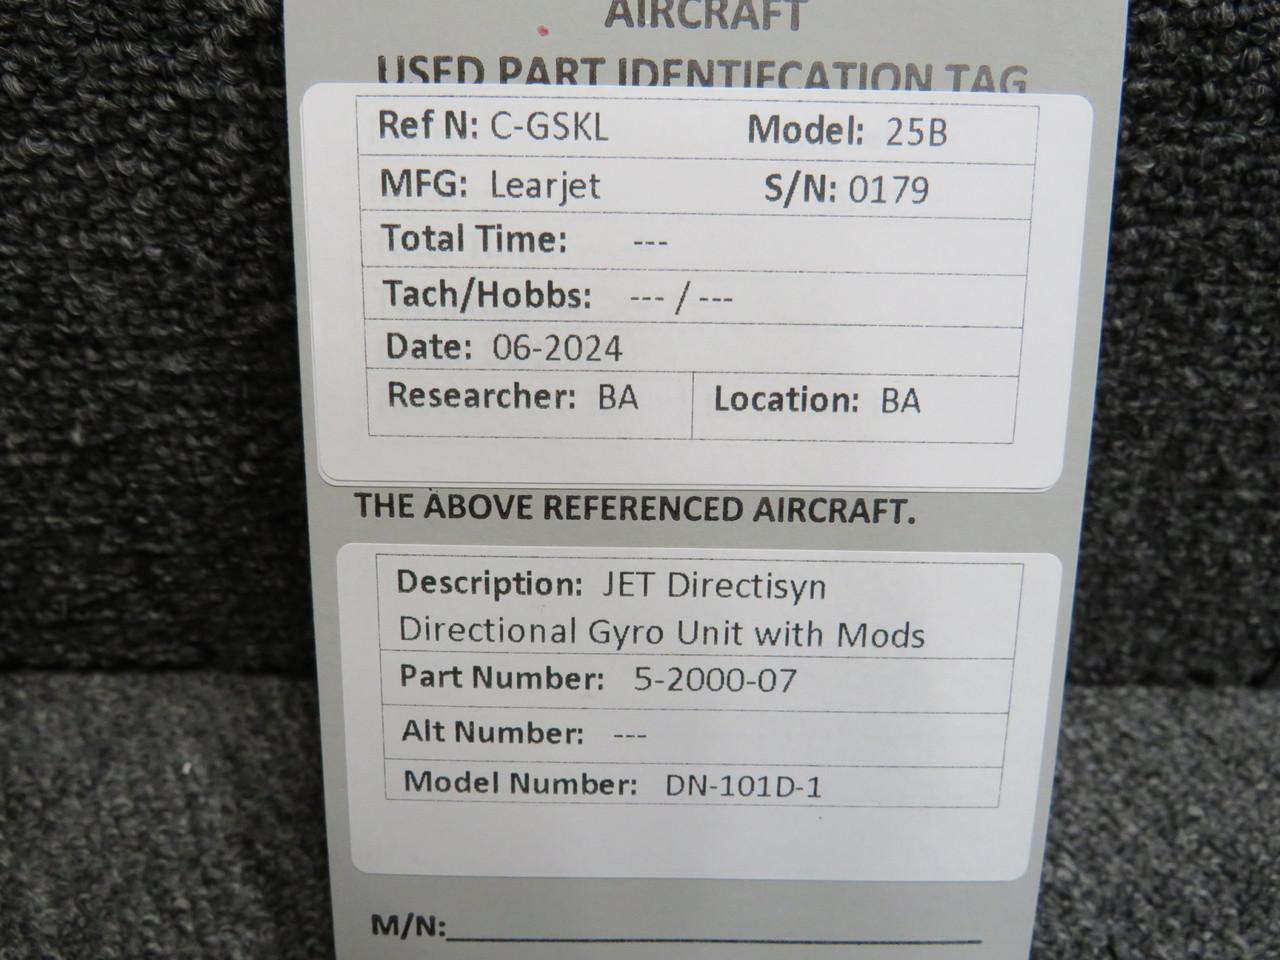 AIRCRAFT
USED PART IDENTIFCATION TAG
Ref N: C-GSKL Model: 25B
MFG: Learjet S/N: 0179
Total Time: ---
Tach/Hobbs: --- / ---
Date: 06-2024
Researcher: BA Location: BA
THE ABOVE REFERENCED AIRCRAFT.
Description: JET Directisyn
Directional Gyro Unit with Mods
Part Number: 5-2000-07
Alt Number: ---
Model Number: DN-101D-1
M/N: